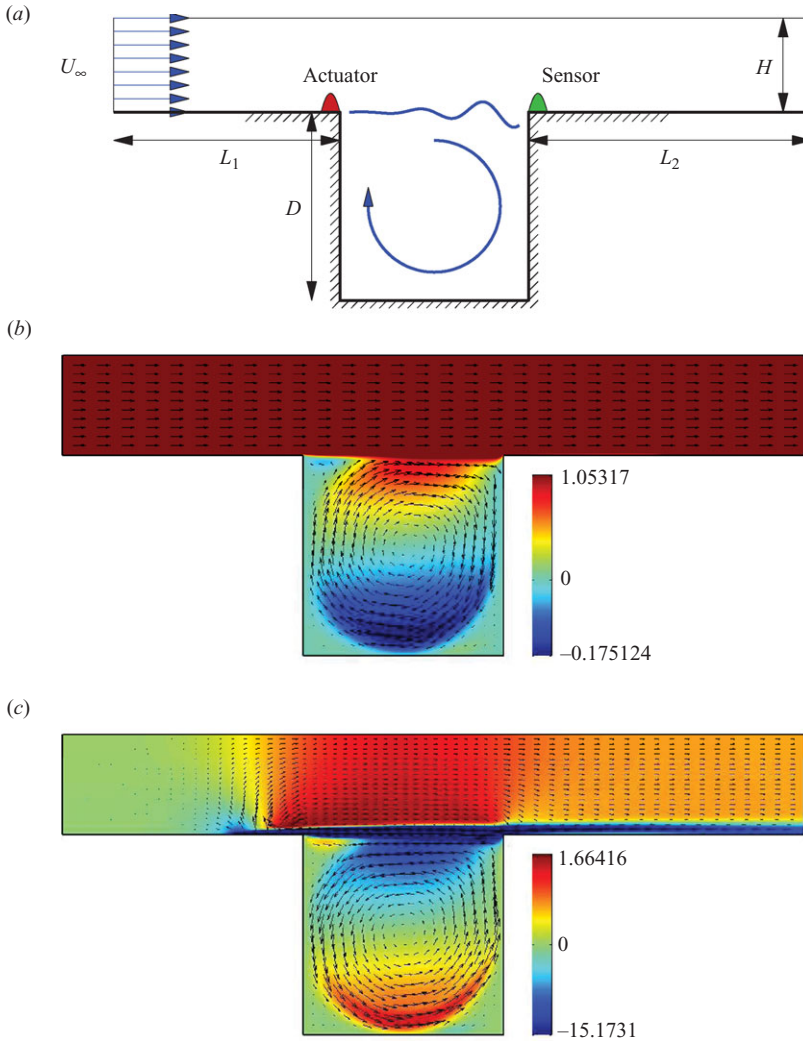 (a)
U∞
Actuator
Sensor
H
L1
L2
D
(b)
1.05317
0
–0.175124
(c)
1.66416
0
–15.1731